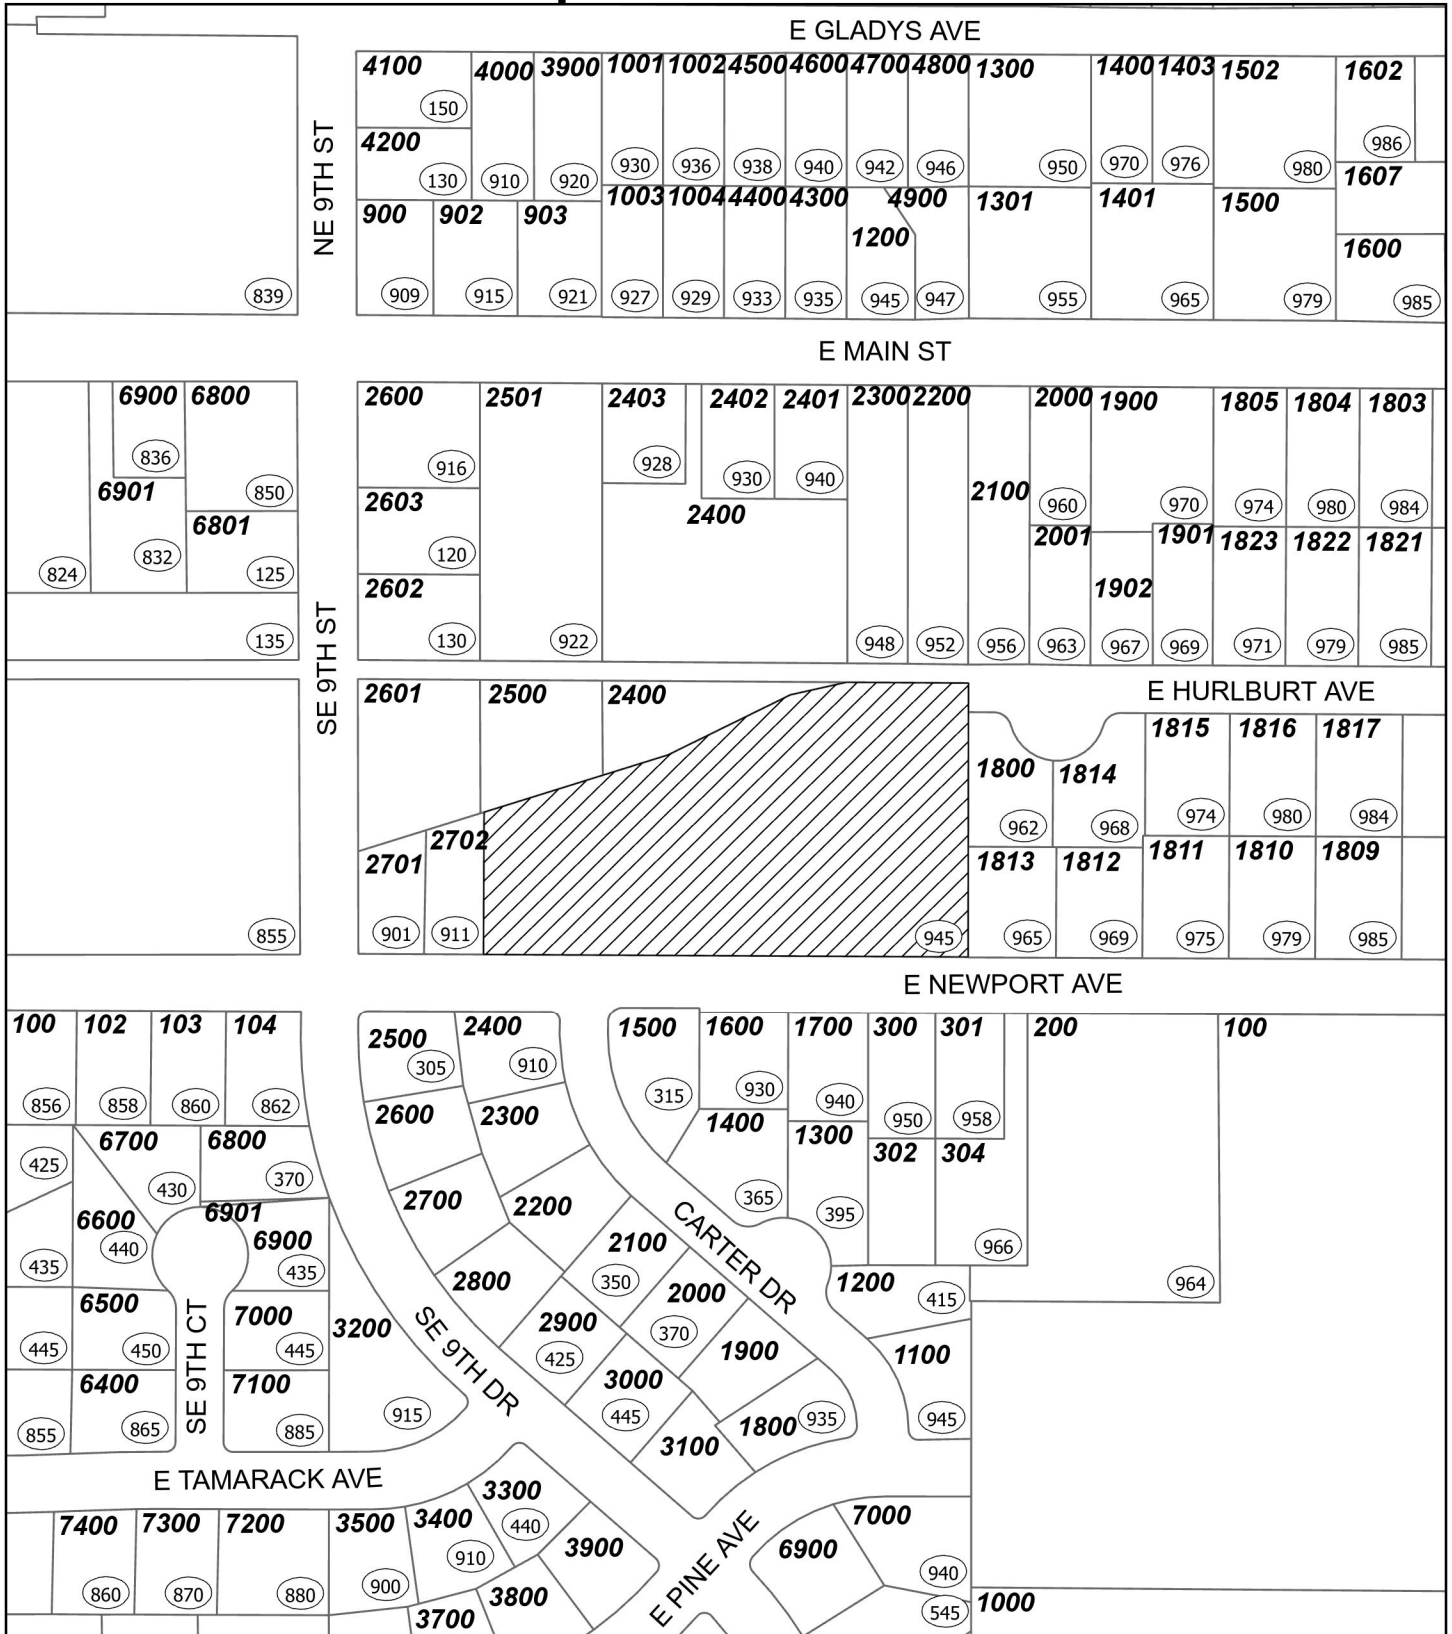 E GLADYS AVE
4100 4000 3900 1001 1002 4500 4600 4700 4800 1300 1400 1403 1502 1602
150
4200
130 910 920 930 936 938 940 942 946 950 970 976 980 986
NE 9TH ST
1607
900 902 903 1003 1004 4400 4300 4900 1301 1401 1500
1200
1600
839 909 915 921 927 929 933 935 945 947 955 965 979 985
E MAIN ST
6900 6800 2600 2501 2403 2402 2401 2300 2200 2000 1900 1805 1804 1803
836 916 928 930 940
6901 850 2603 2400 2100 960 970 974 980 984
6801 2001 1901 1823 1822 1821
832 120
824 125 2602 1902
135 130 922 948 952 956 963 967 969 971 979 985
SE 9TH ST
2601 2500 2400 E HURLBURT AVE
1815 1816 1817
1800 1814
962 968 974 980 984
2702
2701 1813 1812 1811 1810 1809
855 901 911 945 965 969 975 979 985
E NEWPORT AVE
100 102 103 104 2500 2400 1500 1600 1700 300 301 200 100
305 910
856 858 860 862 315 930 940 950 958
2600 2300 1400 1300
6700 6800 302 304
425 430 370 365 395
2700 2200
6600 6901 CARTER DR
440 6900 2100 966
435 435 2800 350 1200 964
6500 7000 2000 415
3200 2900 370
445 450 445 SE 9TH DR 425 1900 1100
SE 9TH CT
6400 7100 3000
855 865 885 915 445 1800 935 945
3100
E TAMARACK AVE
3300
7400 7300 7200 3500 3400 440 7000
910 3900 6900
860 870 880 900 E PINE AVE 940
3800
3700 545 1000